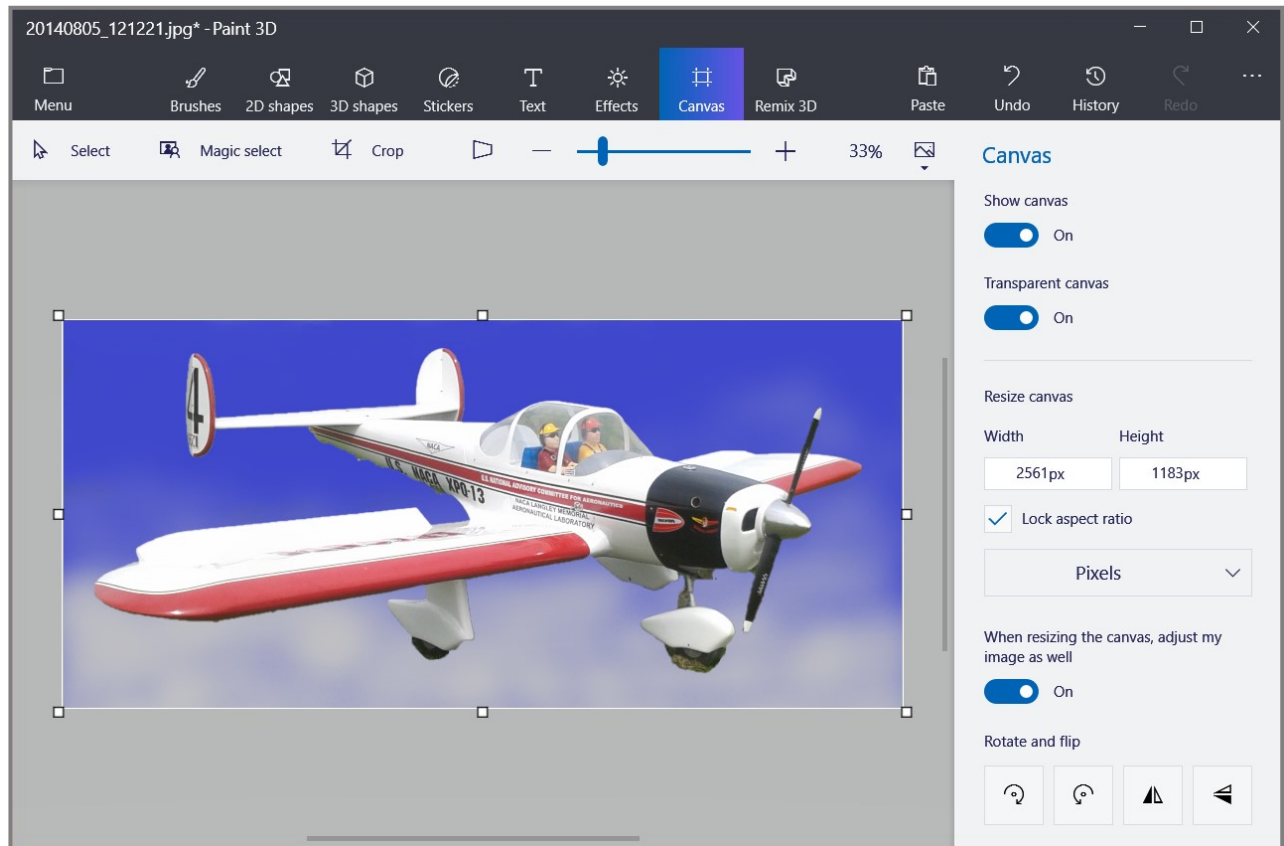 20140805_121221.jpg* - Paint 3D
Menu
Brushes
2D shapes
3D shapes
Stickers
Text
Effects
Canvas
Remix 3D
Paste
Undo
History
Redo
Select
Magic select
Crop
33%
Canvas
Show canvas
On
Transparent canvas
On
Resize canvas
Width
Height
2561px
1183px
Lock aspect ratio
Pixels
When resizing the canvas, adjust my
image as well
On
Rotate and flip
4
NACA
U.S. NACA XPO-13
U.S. NATIONAL ADVISORY COMMITTEE FOR AERONAUTICS
NACA LANGLEY MEMORIAL
AERONAUTICAL LABORATORY